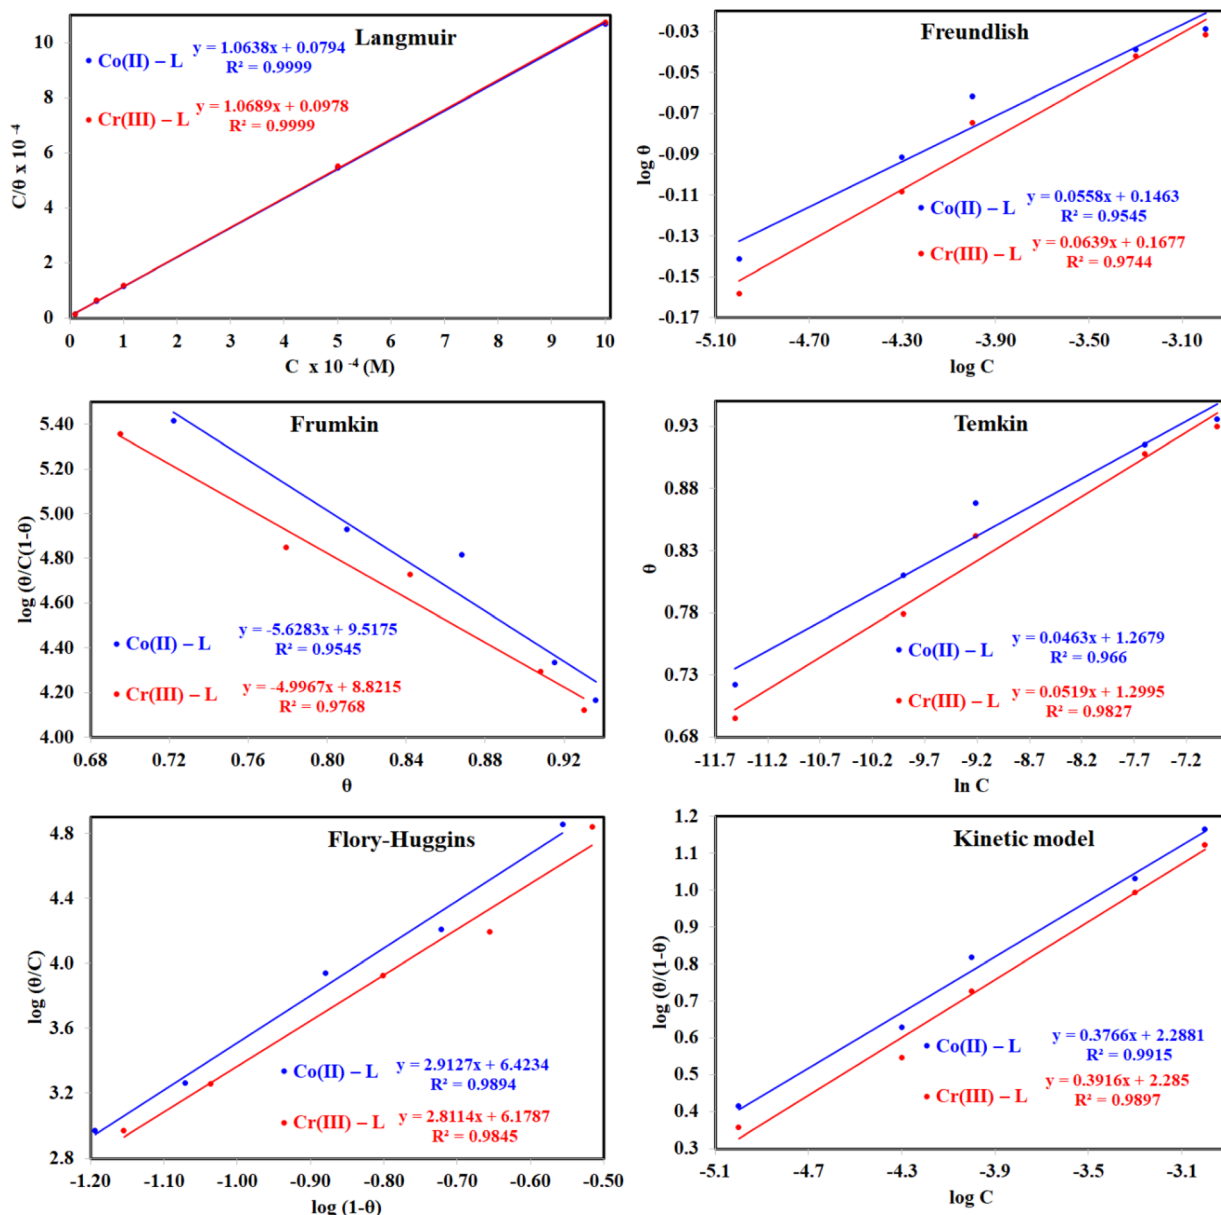 Langmuir
y = 1.0638x + 0.0794
Co(II) – L
R² = 0.9999
y = 1.0689x + 0.0978
Cr(III) – L
R² = 0.9999
C/θ x 10 -4
10
8
6
4
2
0
0 1 2 3 4 5 6 7 8 9 10
C x 10 -4 (M)
Freundlish
log θ
-0.03
-0.05
-0.07
-0.09
-0.11
-0.13
-0.15
-0.17
y = 0.0558x + 0.1463
Co(II) – L
R² = 0.9545
y = 0.0639x + 0.1677
Cr(III) – L
R² = 0.9744
-5.10 -4.70 -4.30 -3.90 -3.50 -3.10
log C
Frumkin
log (θ/C(1-θ)
5.40
5.20
5.00
4.80
4.60
4.40
4.20
4.00
y = -5.6283x + 9.5175
Co(II) – L
R² = 0.9545
y = -4.9967x + 8.8215
Cr(III) – L
R² = 0.9768
0.68 0.72 0.76 0.80 0.84 0.88 0.92
θ
Temkin
θ
0.93
0.88
0.83
0.78
0.73
0.68
y = 0.0463x + 1.2679
Co(II) – L
R² = 0.966
y = 0.0519x + 1.2995
Cr(III) – L
R² = 0.9827
-11.7 -11.2 -10.7 -10.2 -9.7 -9.2 -8.7 -8.2 -7.7 -7.2
ln C
Flory-Huggins
log (θ/C)
4.8
4.4
4.0
3.6
3.2
2.8
y = 2.9127x + 6.4234
Co(II) – L
R² = 0.9894
y = 2.8114x + 6.1787
Cr(III) – L
R² = 0.9845
-1.20 -1.10 -1.00 -0.90 -0.80 -0.70 -0.60 -0.50
log (1-θ)
Kinetic model
log (θ/(1-θ)
1.2
1.1
1.0
0.9
0.8
0.7
0.6
0.5
0.4
0.3
y = 0.3766x + 2.2881
Co(II) – L
R² = 0.9915
y = 0.3916x + 2.285
Cr(III) – L
R² = 0.9897
-5.1 -4.7 -4.3 -3.9 -3.5 -3.1
log C